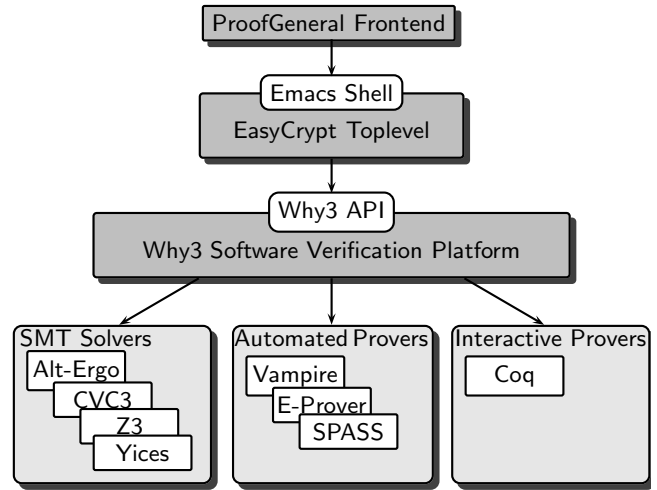 ProofGeneral Frontend
Emacs Shell
EasyCrypt Toplevel
Why3 API
Why3 Software Verification Platform
SMT Solvers
Alt-Ergo
CVC3
Z3
Yices
Automated Provers
Vampire
E-Prover
SPASS
Interactive Provers
Coq